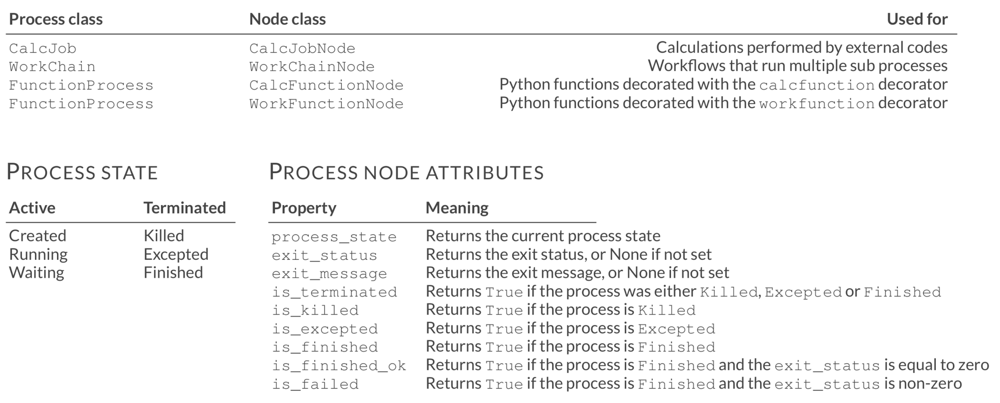 Process class Node class Used for
CalcJob CalcJobNode Calculations performed by external codes
WorkChain WorkChainNode Workflows that run multiple sub processes
FunctionProcess CalcFunctionNode Python functions decorated with the calcfunction decorator
FunctionProcess WorkFunctionNode Python functions decorated with the workfunction decorator
PROCESS STATE
Active Terminated
Created Killed
Running Excepted
Waiting Finished
PROCESS NODE ATTRIBUTES
Property Meaning
process_state Returns the current process state
exit_status Returns the exit status, or None if not set
exit_message Returns the exit message, or None if not set
is_terminated Returns True if the process was either Killed, Excepted or Finished
is_killed Returns True if the process is Killed
is_excepted Returns True if the process is Excepted
is_finished Returns True if the process is Finished
is_finished_ok Returns True if the process is Finished and the exit_status is equal to zero
is_failed Returns True if the process is Finished and the exit_status is non-zero